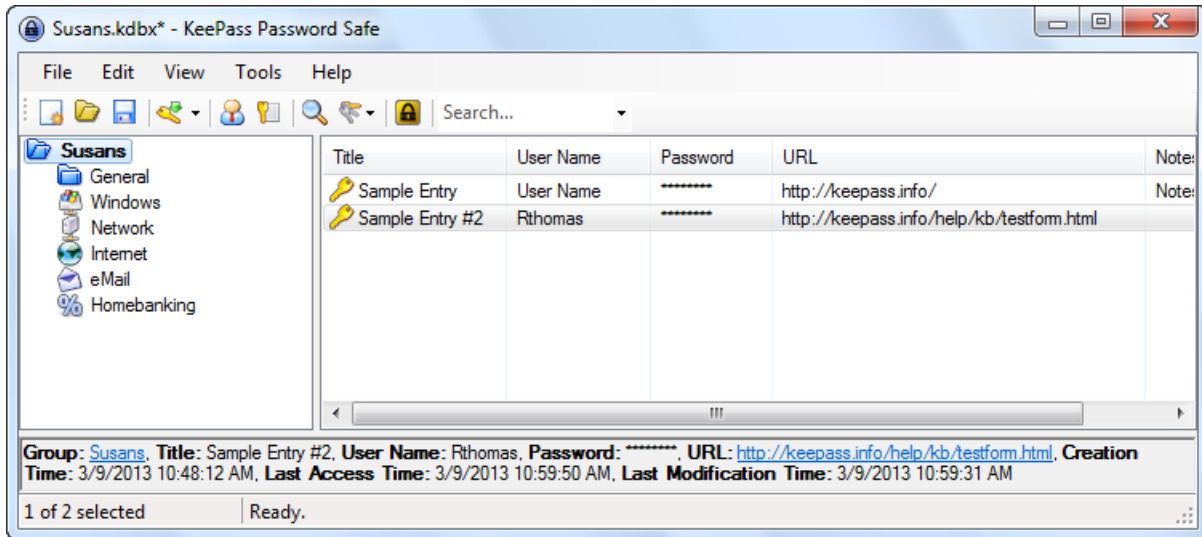 Susans.kdbx* - KeePass Password Safe
File Edit View Tools Help
Search...
Susans
General
Windows
Network
Internet
eMail
Homebanking
Title User Name Password URL Notes
Sample Entry User Name ******** http://keepass.info/ Notes
Sample Entry #2 Rthomas ******** http://keepass.info/help/kb/testform.html
Group: Susans, Title: Sample Entry #2, User Name: Rthomas, Password: ********, URL: http://keepass.info/help/kb/testform.html, Creation
Time: 3/9/2013 10:48:12 AM, Last Access Time: 3/9/2013 10:59:50 AM, Last Modification Time: 3/9/2013 10:59:31 AM
1 of 2 selected Ready.